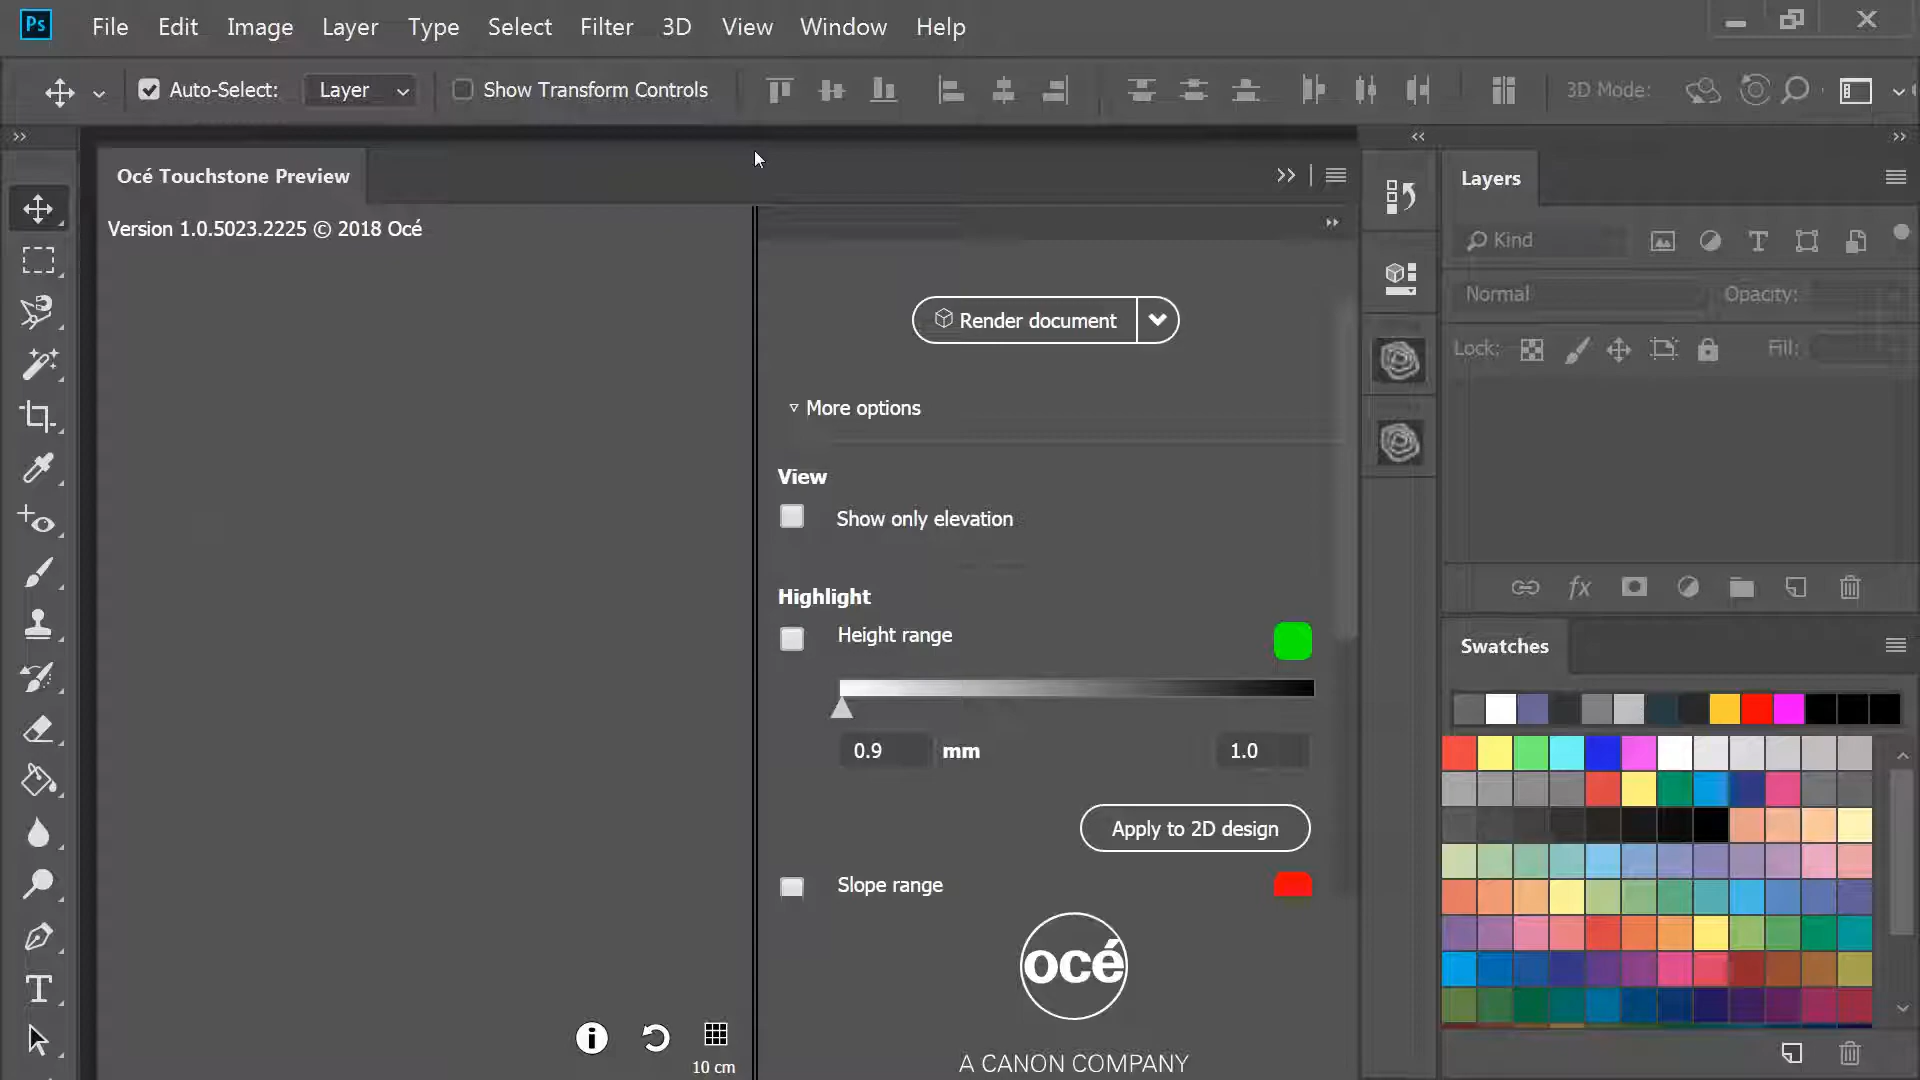 Ps File Edit Image Layer Type Select Filter 3D View Window Help
Auto-Select: Layer Show Transform Controls 3D Mode:
Océ Touchstone Preview
Version 1.0.5023.2225 © 2018 Océ
Render document
More options
View
Show only elevation
Highlight
Height range
0.9 mm 1.0
Apply to 2D design
Slope range
océ
A CANON COMPANY
10 cm
Layers
Kind
Normal Opacity:
Lock: Fill:
Swatches